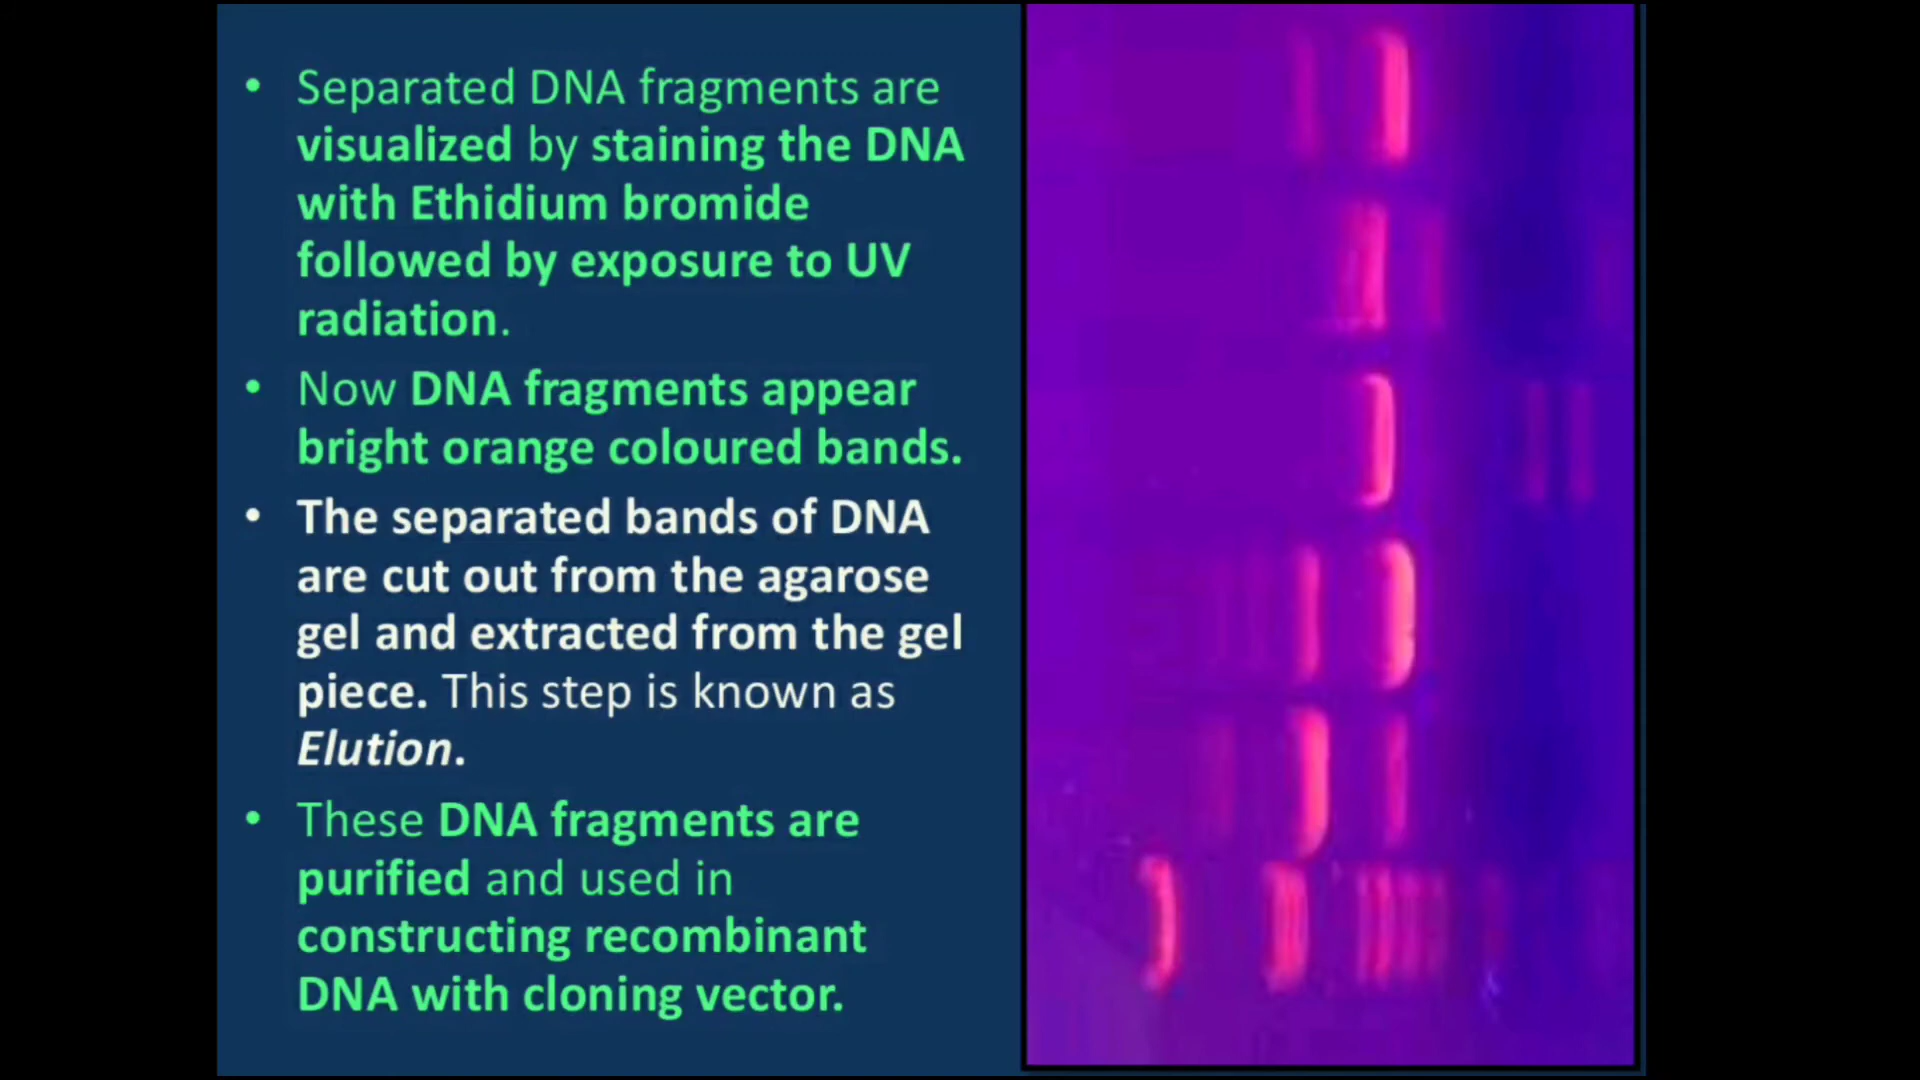 • Separated DNA fragments are
visualized by staining the DNA
with Ethidium bromide
followed by exposure to UV
radiation.
• Now DNA fragments appear
bright orange coloured bands.
• The separated bands of DNA
are cut out from the agarose
gel and extracted from the gel
piece. This step is known as
Elution.
• These DNA fragments are
purified and used in
constructing recombinant
DNA with cloning vector.